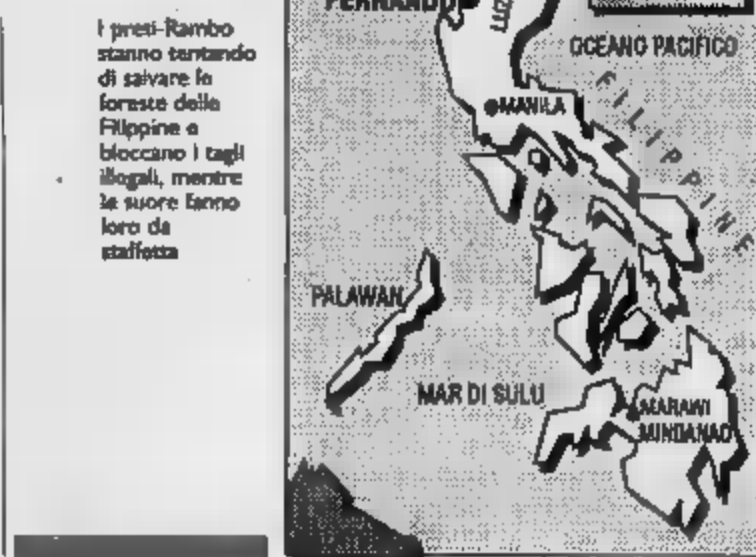 I preti-Rambo
stanno tentando
di salvare le
foreste delle
Filippine e
bloccano i tagli
illegali, mentre
le suore fanno
loro da
staffetta
FERNANDO
LUZ
OCEANO PACIFICO
MANILA
FILIPPINE
PALAWAN
MAR DI SULU
MARAWI
MINDANAO